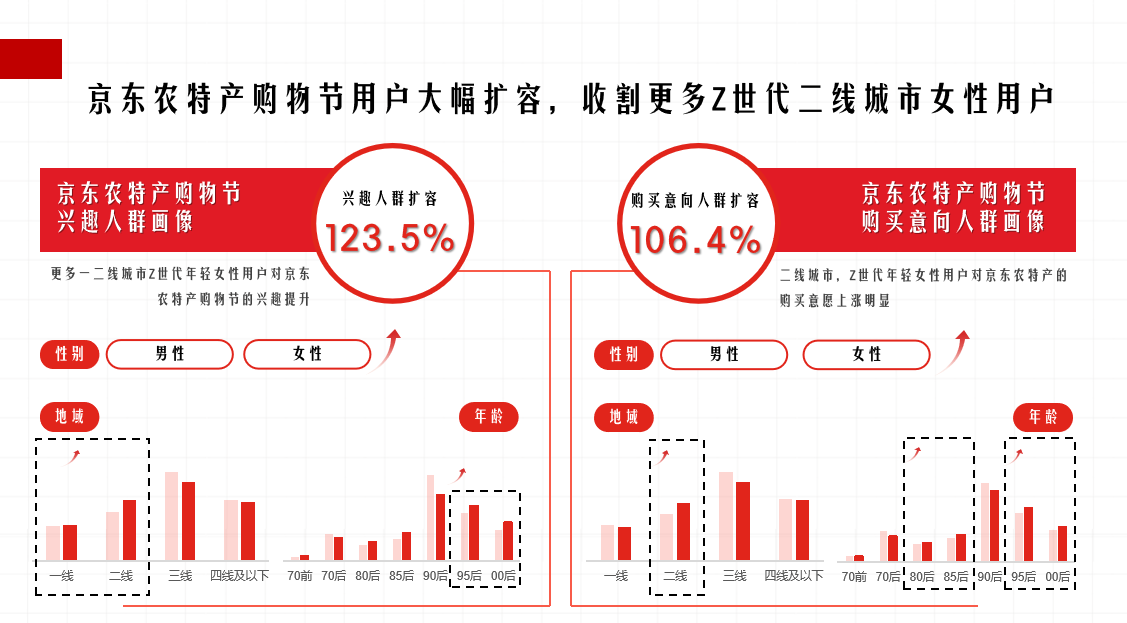 京东农特产购物节用户大幅扩容，收割更多Z世代二线城市女性用户
京东农特产购物节
兴趣人群画像
兴趣人群扩容
123.5%
更多一二线城市Z世代年轻女性用户对京东
农特产购物节的兴趣提升
性别
男性
女性
地域
年龄
一线
二线
三线
四线及以下
70前
70后
80后
85后
90后
95后
00后
购买意向人群扩容
106.4%
京东农特产购物节
购买意向人群画像
二线城市，Z世代年轻女性用户对京东农特产的
购买意愿上涨明显
性别
男性
女性
地域
年龄
一线
二线
三线
四线及以下
70前
70后
80后
85后
90后
95后
00后